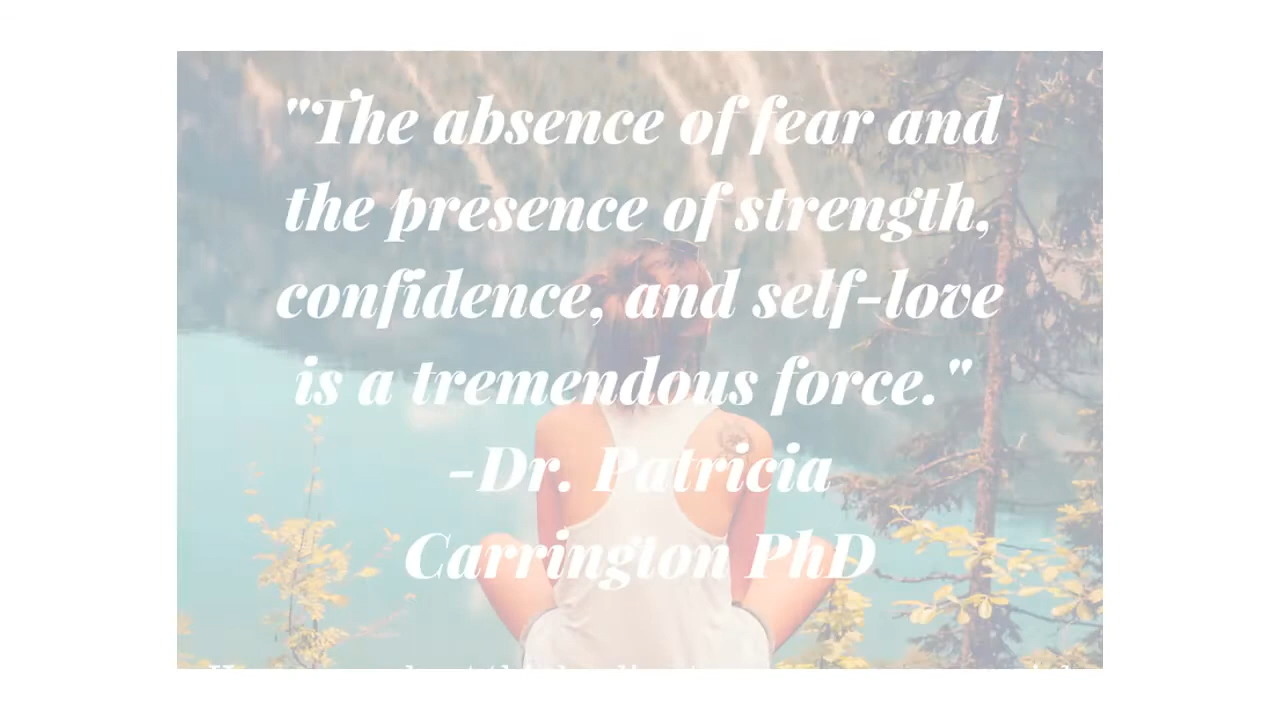 "The absence of fear and
the presence of strength,
confidence, and self-love
is a tremendous force."
-Dr. Patricia
Carrington PhD